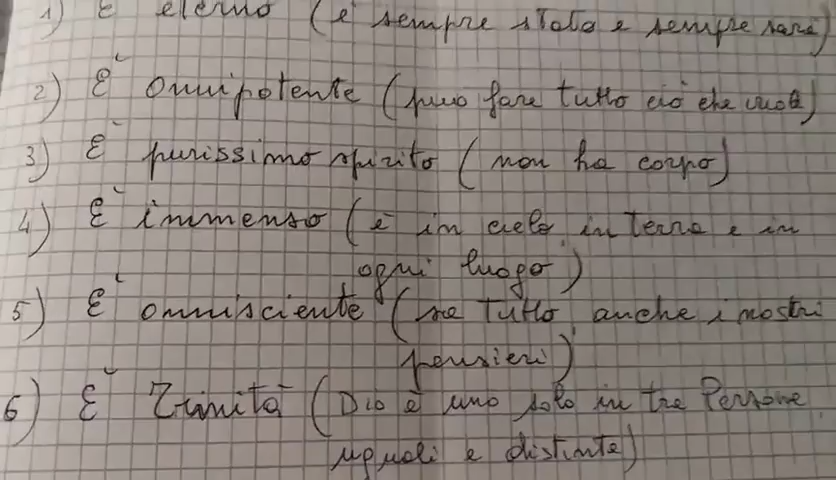 1) E' eterno (è sempre stato e sempre sarà)
2) E' onnipotente (può fare tutto ciò che vuole)
3) E' purissimo spirito (non ha corpo)
4) E' immenso (è in cielo, in terra e in
ogni luogo)
5) E' onnisciente (sa tutto, anche i nostri
pensieri)
6) E' Trinità (Dio è uno solo in tre Persone
uguali e distinte)